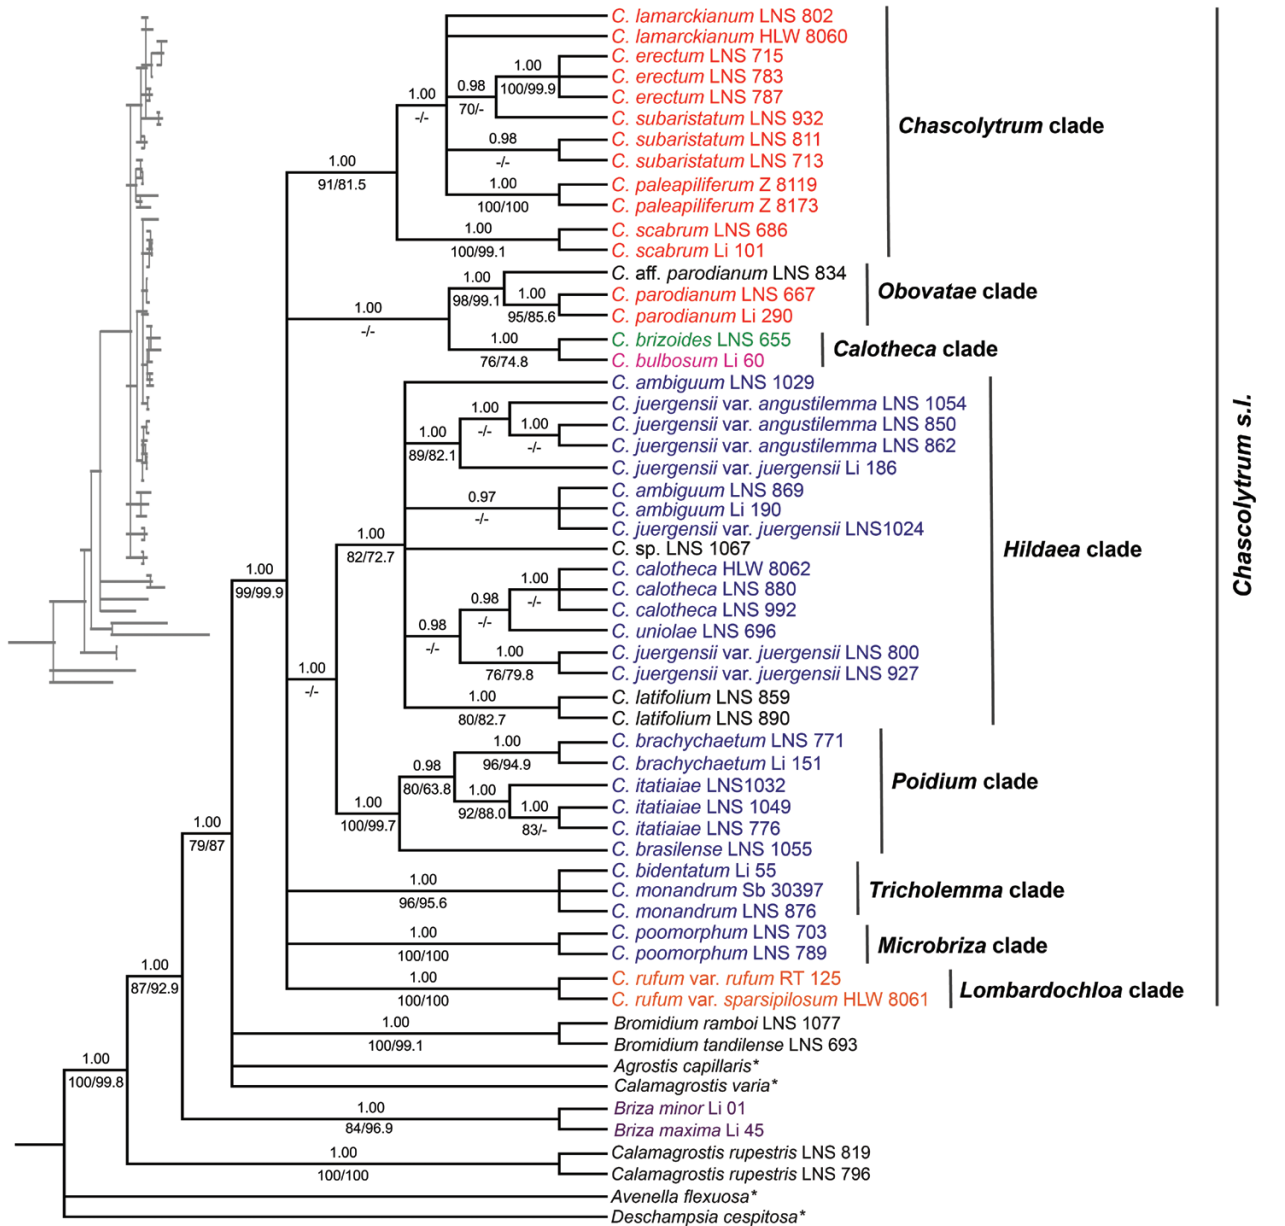 C. lamarckianum LNS 802
C. lamarckianum HLW 8060
C. erectum LNS 715
1.00
C. erectum LNS 783
0.98
100/99.9
1.00
C. erectum LNS 787
70/-
-/-
C. subaristatum LNS 932
Chascolytrum clade
0.98
C. subaristatum LNS 811
-/-
C. subaristatum LNS 713
1.00
91/81.5
1.00
C. paleapiliferum Z 8119
100/100
C. paleapiliferum Z 8173
1.00
C. scabrum LNS 686
100/99.1
C. scabrum Li 101
C. aff. parodianum LNS 834
1.00
98/99.1
1.00
C. parodianum LNS 667
95/85.6
C. parodianum Li 290
Obovatae clade
1.00
-/-
1.00
C. brizoides LNS 655
76/74.8
C. bulbosum Li 60
Calotheca clade
C. ambiguum LNS 1029
1.00
C. juergensii var. angustilemma LNS 1054
-/-
1.00
C. juergensii var. angustilemma LNS 850
-/-
C. juergensii var. angustilemma LNS 862
1.00
89/82.1
C. juergensii var. juergensii Li 186
C. ambiguum LNS 869
0.97
C. ambiguum Li 190
-/-
C. juergensii var. juergensii LNS1024
1.00
82/72.7
C. sp. LNS 1067
Hildaea clade
C. calotheca HLW 8062
1.00
C. calotheca LNS 880
0.98
-/-
C. calotheca LNS 992
-/-
0.98
C. uniolae LNS 696
-/-
1.00
C. juergensii var. juergensii LNS 800
76/79.8
C. juergensii var. juergensii LNS 927
1.00
C. latifolium LNS 859
80/82.7
C. latifolium LNS 890
1.00
99/99.9
1.00
-/-
1.00
C. brachychaetum LNS 771
96/94.9
C. brachychaetum Li 151
0.98
80/63.8
1.00
C. itatiaiae LNS1032
92/88.0
1.00
C. itatiaiae LNS 1049
83/-
C. itatiaiae LNS 776
1.00
100/99.7
C. brasilense LNS 1055
Poidium clade
1.00
79/87
C. bidentatum Li 55
1.00
C. monandrum Sb 30397
96/95.6
C. monandrum LNS 876
Tricholemma clade
1.00
C. poomorphum LNS 703
100/100
C. poomorphum LNS 789
Microbriza clade
1.00
C. rufum var. rufum RT 125
100/100
C. rufum var. sparsipilosum HLW 8061
Lombardochloa clade
Chascolytrum s.l.
1.00
87/92.9
1.00
Bromidium ramboi LNS 1077
100/99.1
Bromidium tandilense LNS 693
Agrostis capillaris*
Calamagrostis varia*
1.00
100/99.8
1.00
Briza minor Li 01
84/96.9
Briza maxima Li 45
1.00
Calamagrostis rupestris LNS 819
100/100
Calamagrostis rupestris LNS 796
Avenella flexuosa*
Deschampsia cespitosa*